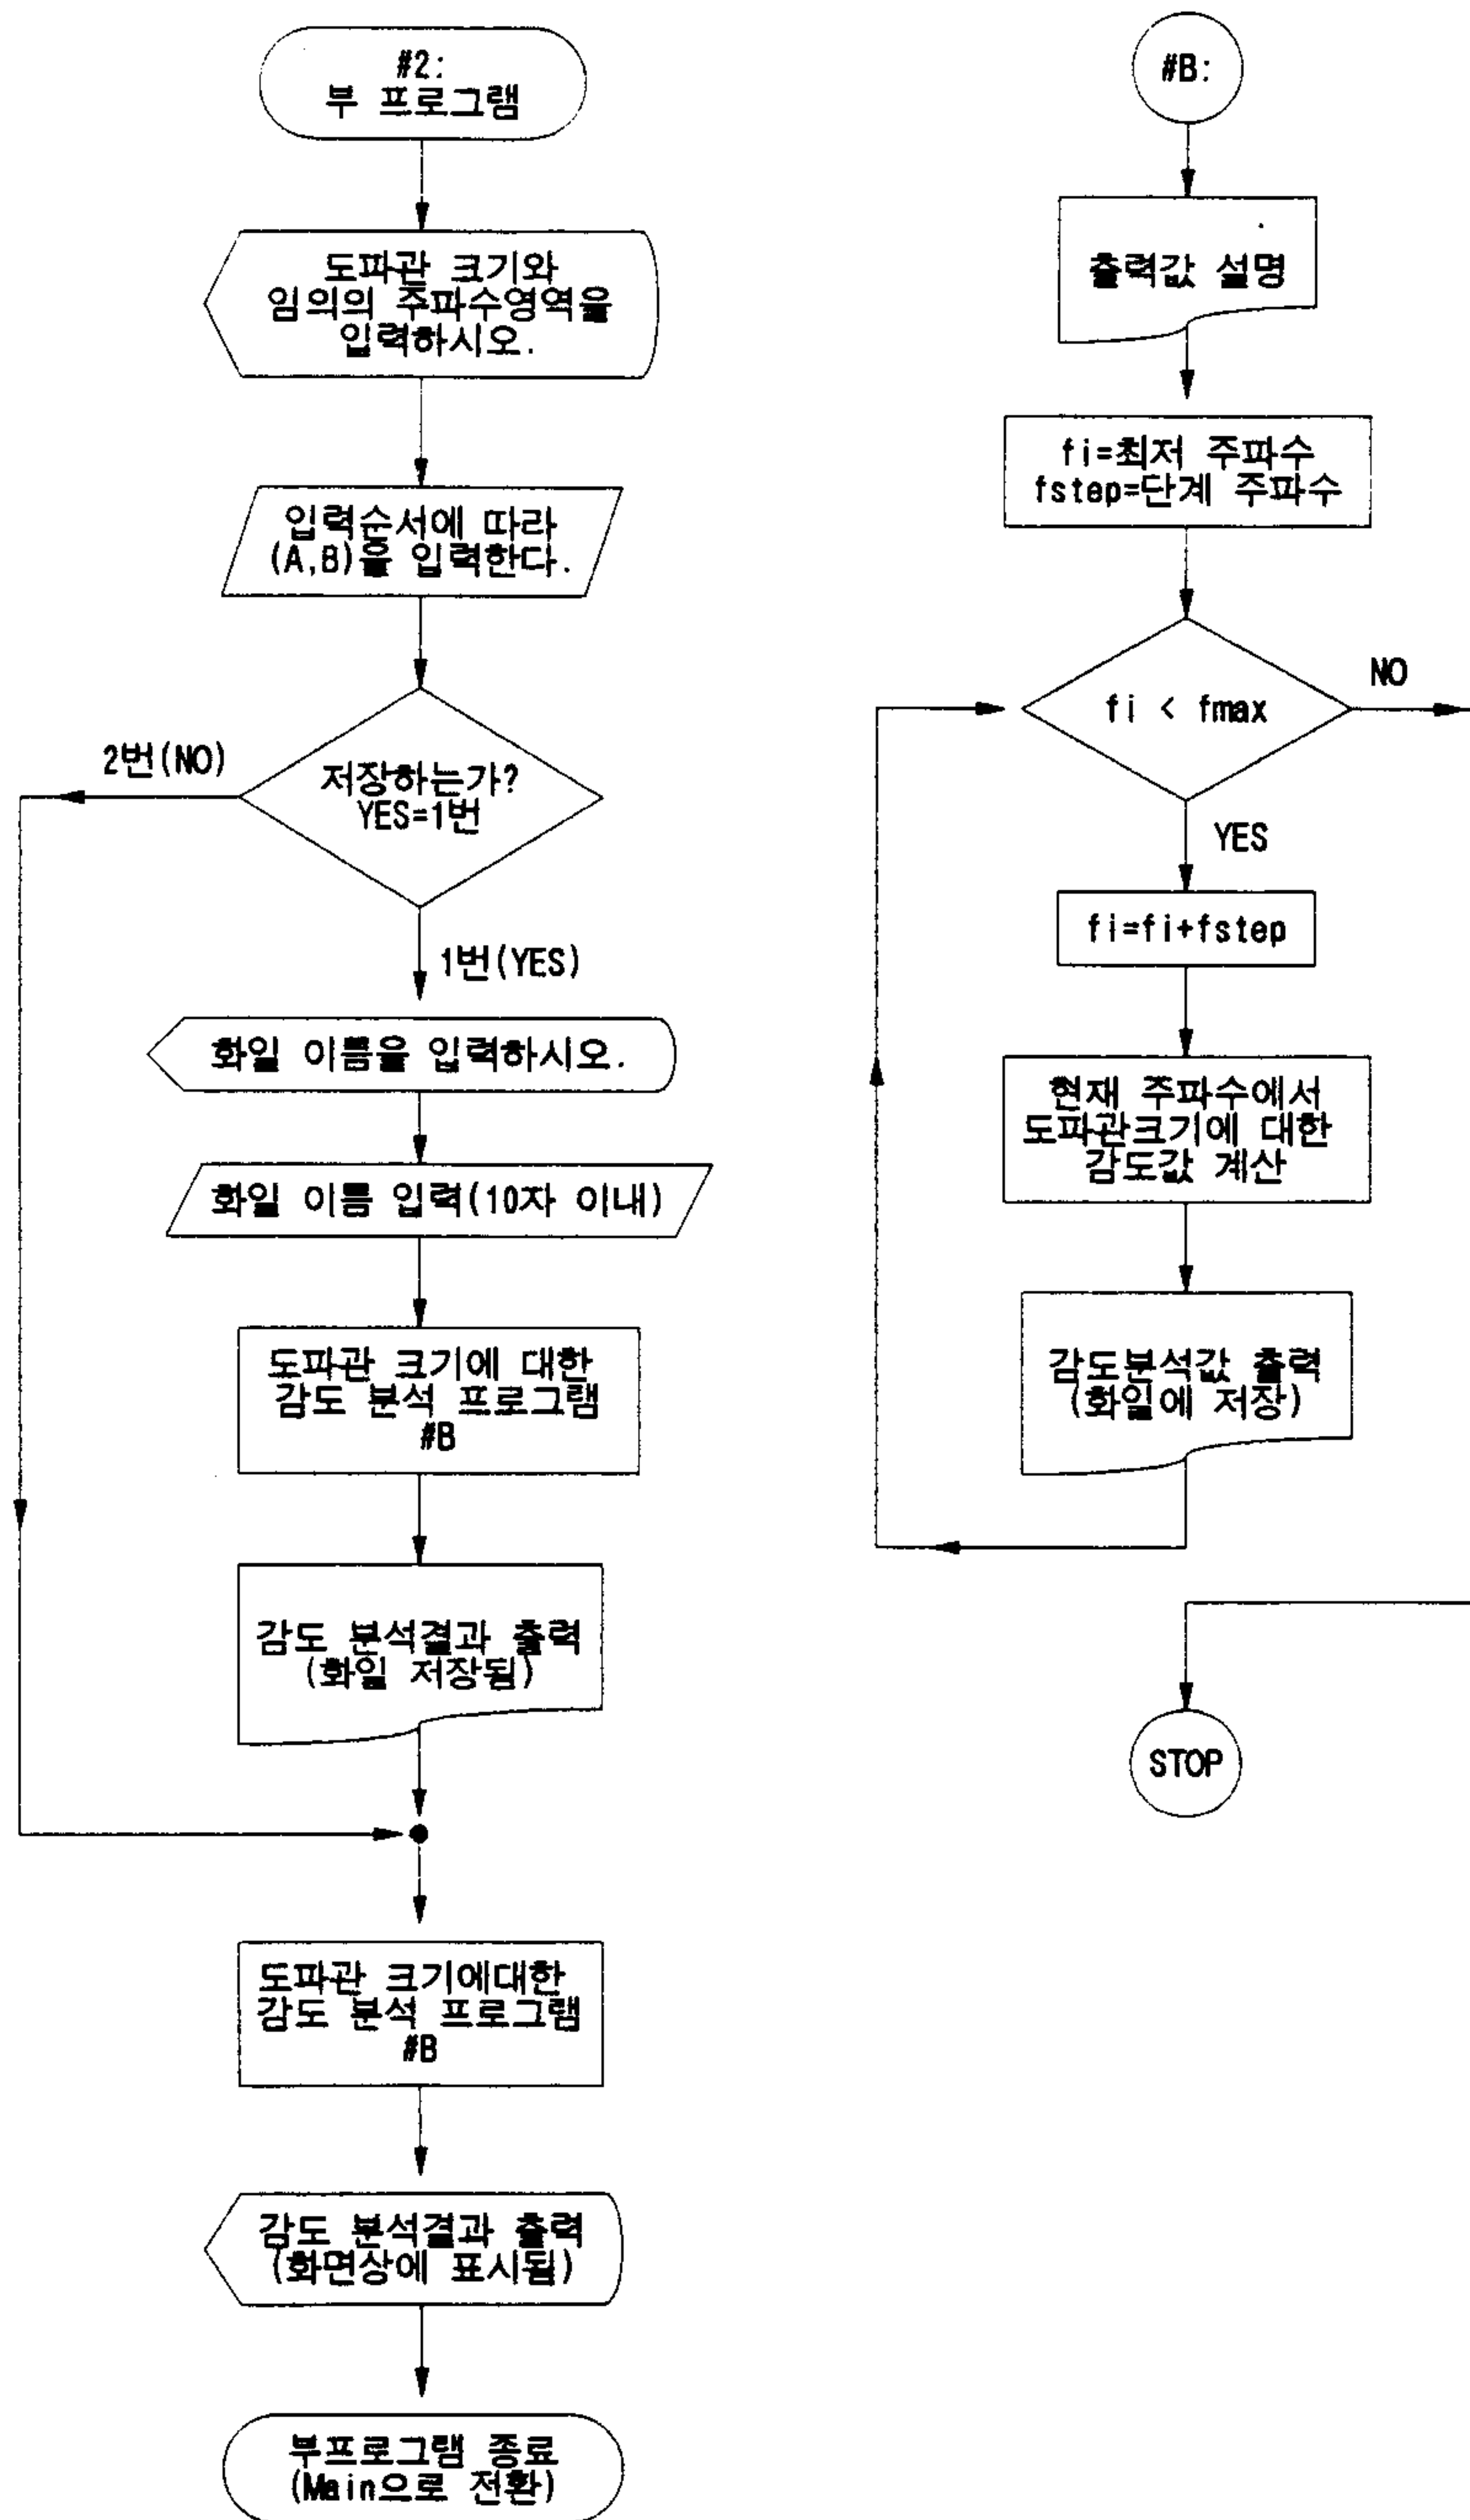 #2:
부 프로그램
도파관 크기와
임의의 주파수영역을
입력하시오.
입력순서에 따라
(A,B)을 입력한다.
2번(NO)
저장하는가?
YES=1번
1번(YES)
화일 이름을 입력하시오.
화일 이름 입력(10자 이내)
도파관 크기에 대한
감도 분석 프로그램
#B
감도 분석결과 출력
(화일 저장됨)
도파관 크기에대한
감도 분석 프로그램
#B
감도 분석결과 출력
(화면상에 표시됨)
부프로그램 종료
(Main으로 전환)
#B:
출력값 설명
fi=최저 주파수
fstep=단계 주파수
fi < fmax
NO
YES
fi=fi+fstep
현재 주파수에서
도파관크기에 대한
감도값 계산
감도분석값 출력
(화일에 저장)
STOP